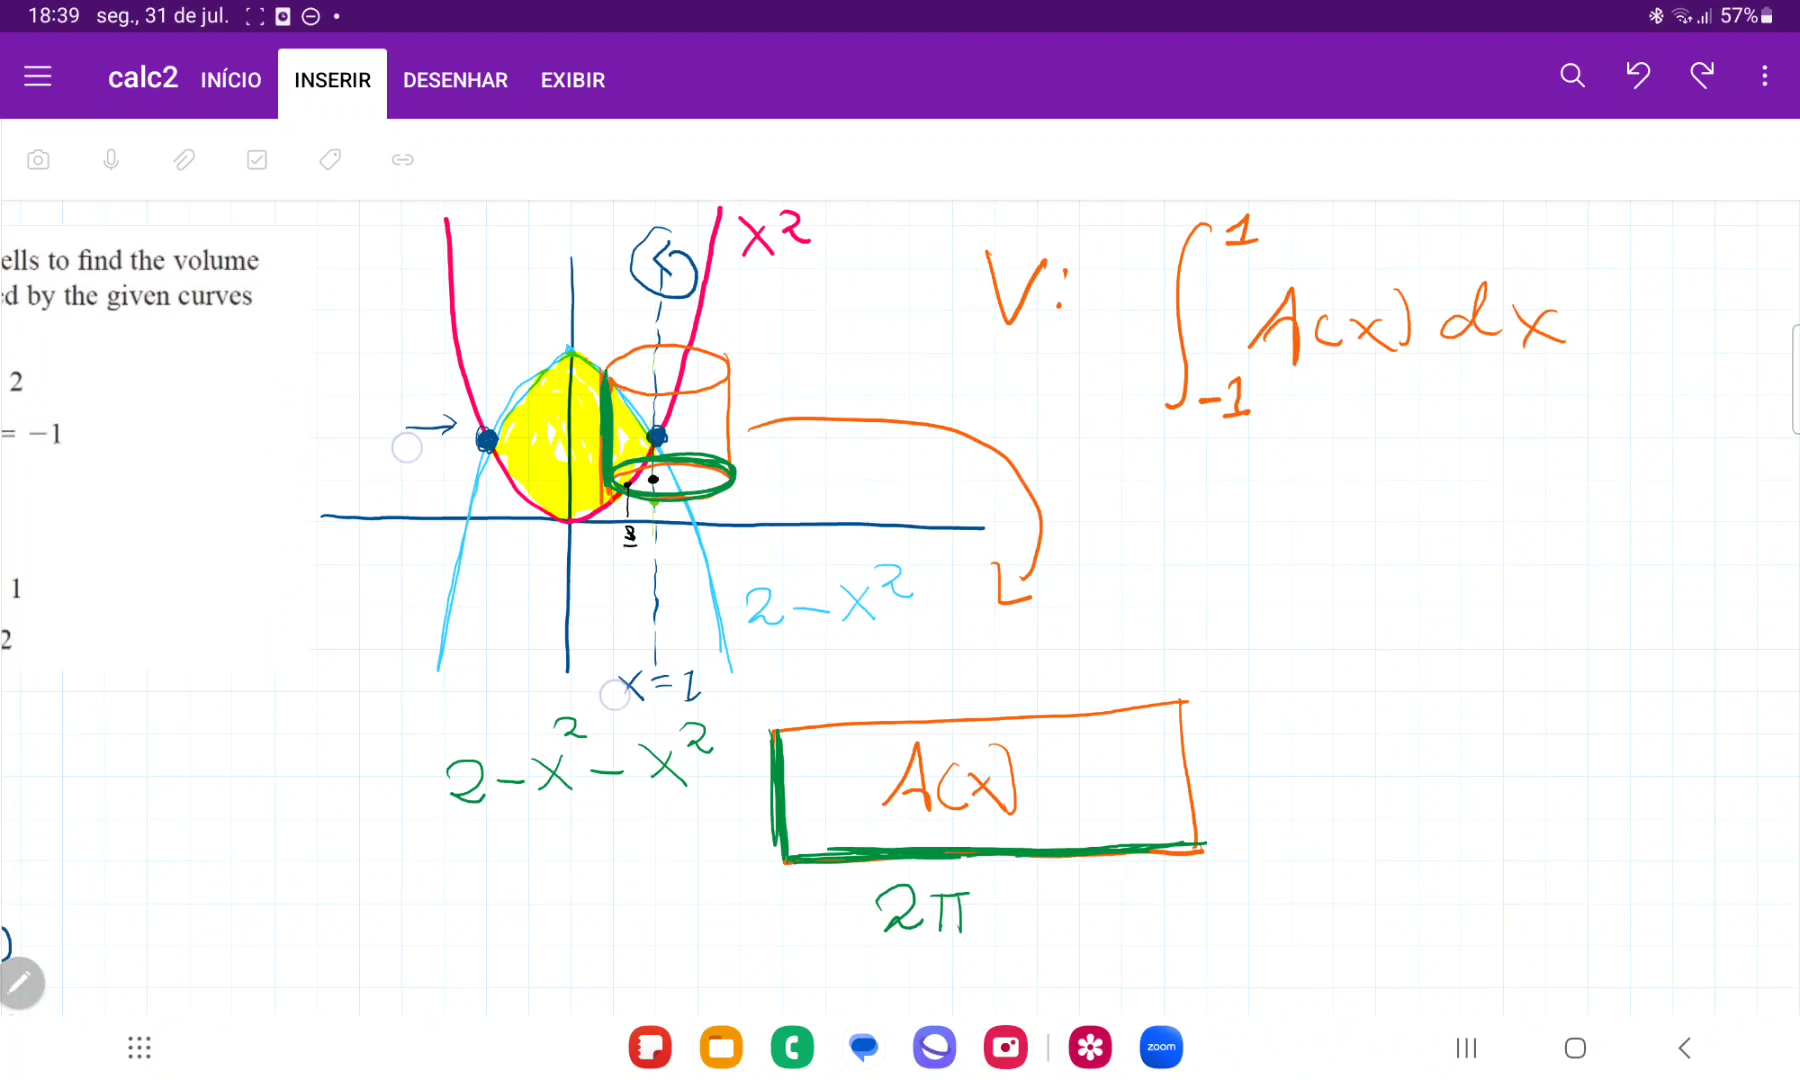 18:39 seg., 31 de jul. 57%
calc2 INÍCIO INSERIR DESENHAR EXIBIR
ells to find the volume
d by the given curves
2
= −1
1
2
x²
V: ∫ 1 -1 A(x) dx
2-x²
x=1
2-x²-x²
A(x)
2π
zoom